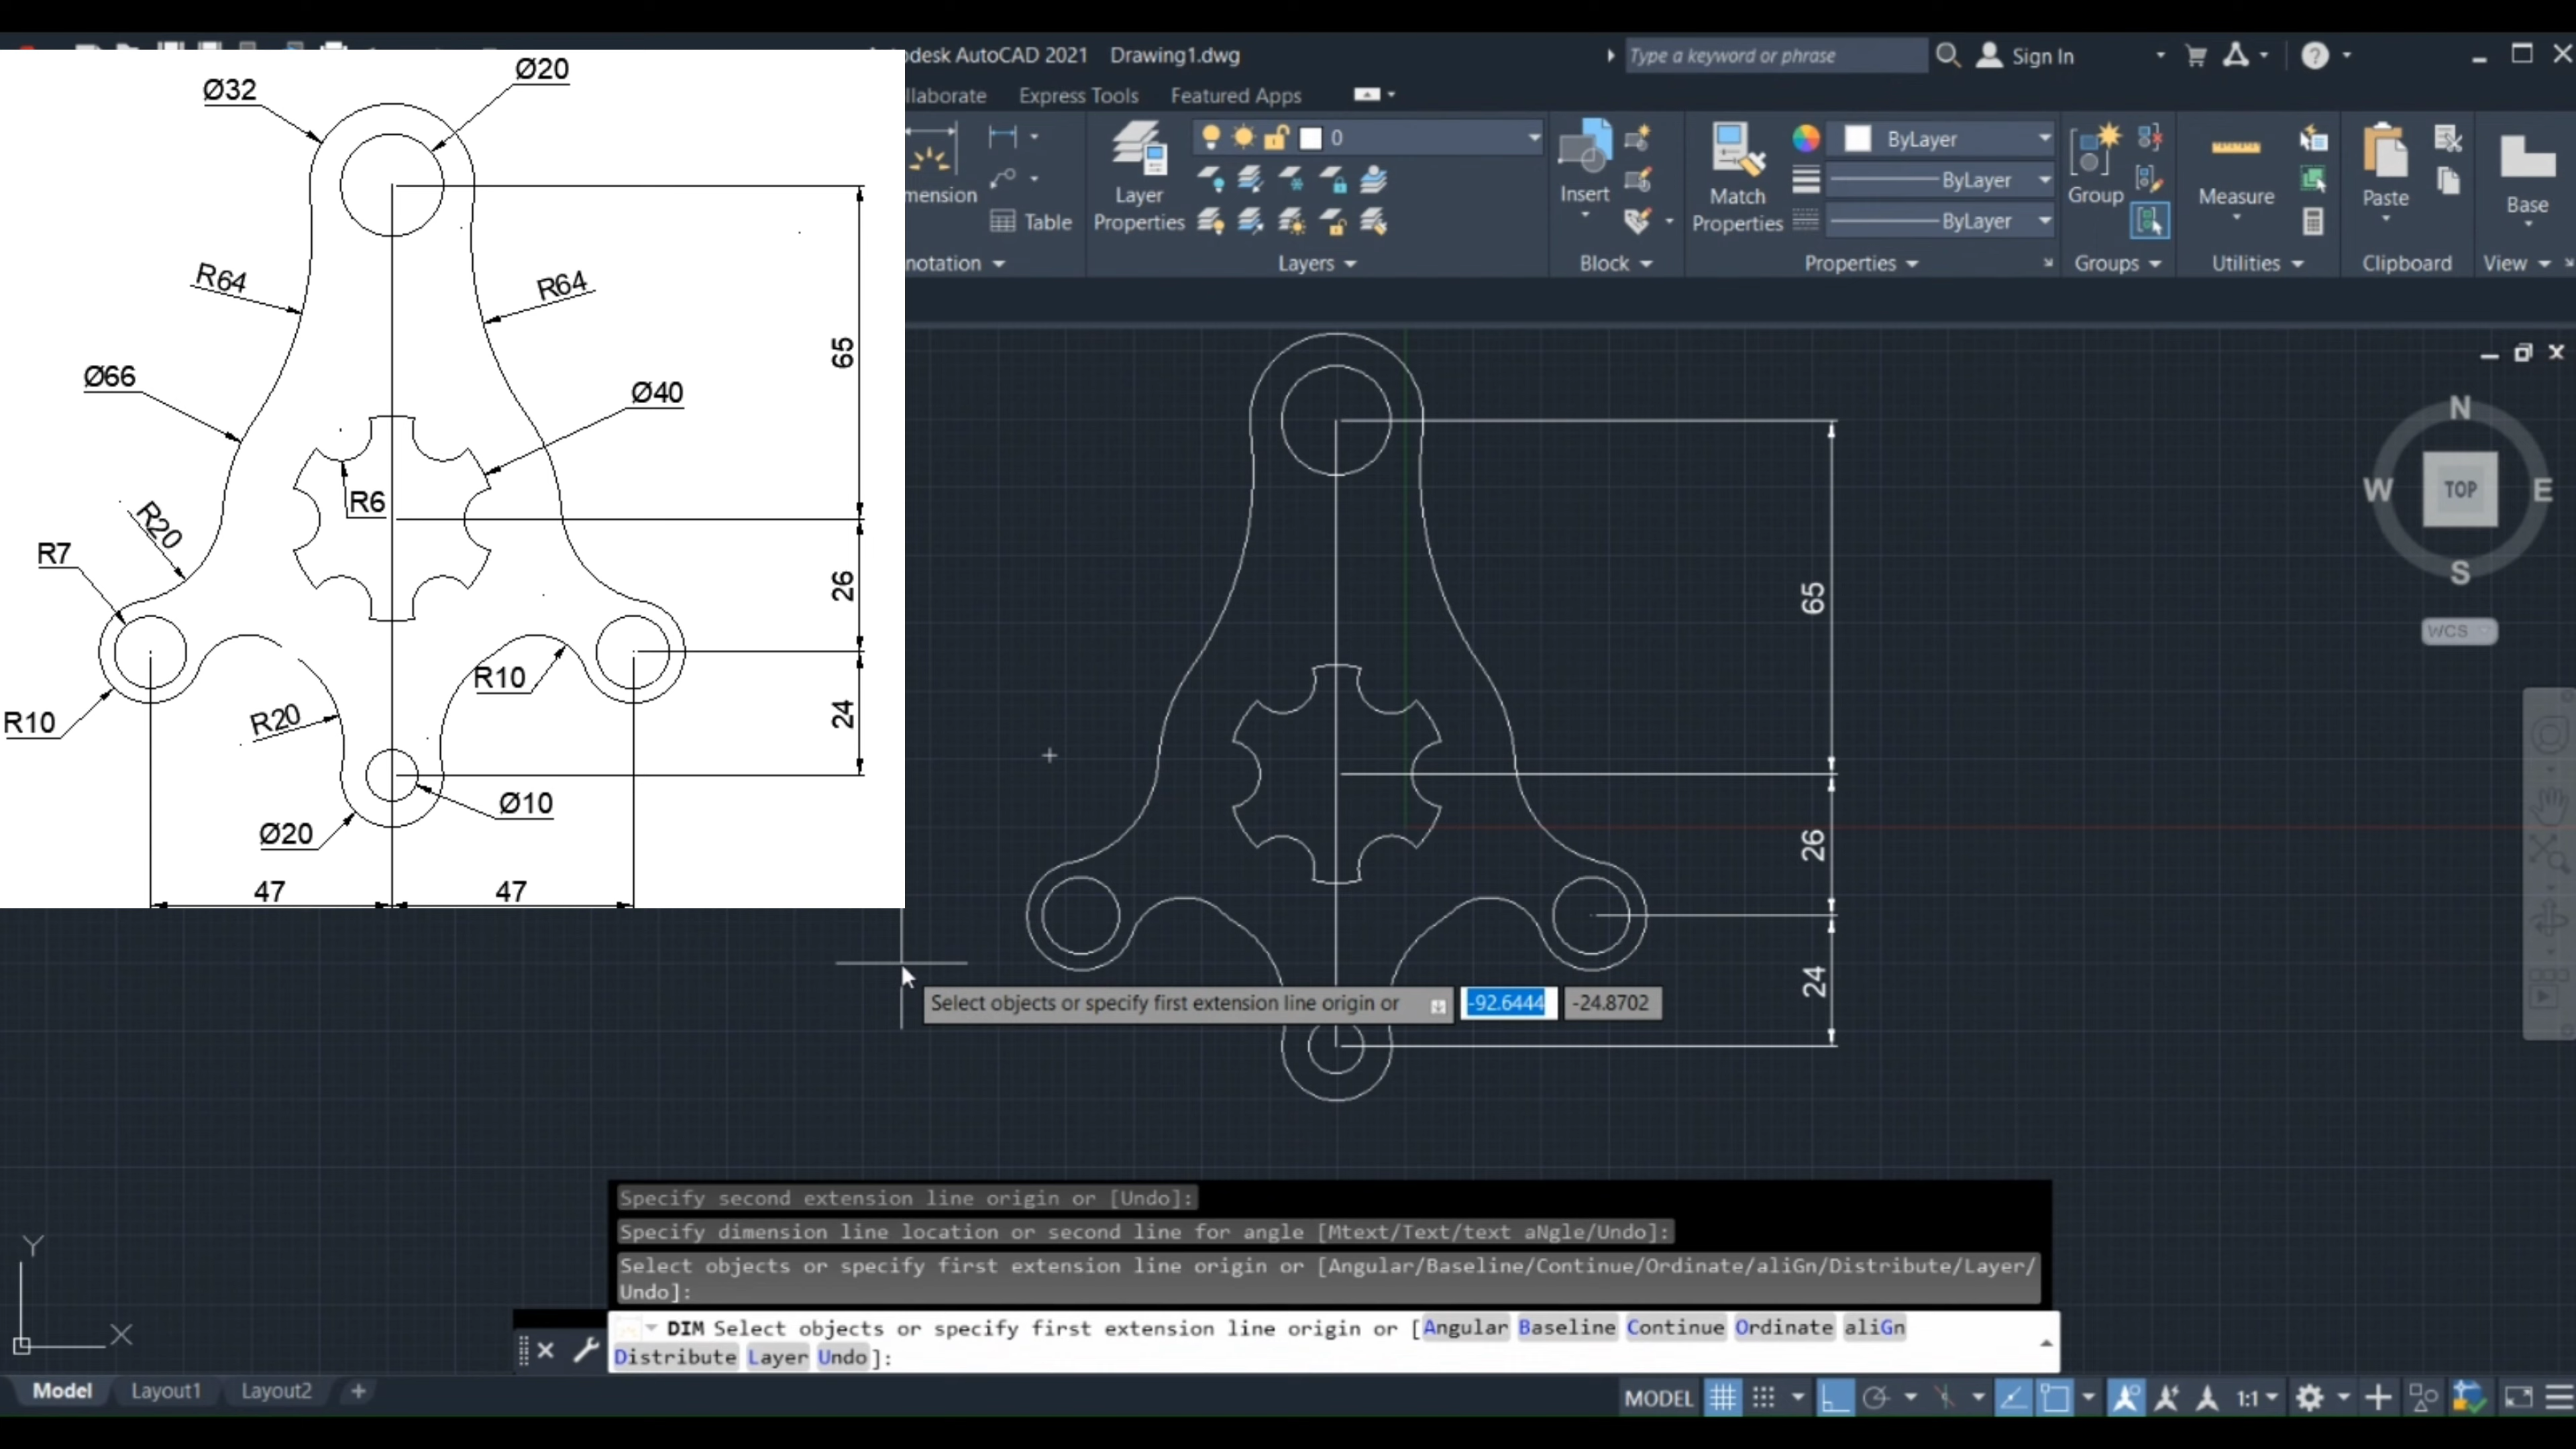 odesk AutoCAD 2021 Drawing1.dwg
Type a keyword or phrase
Sign In
llaborate Express Tools Featured Apps
mension
Table
notation
Layer
Properties
0
Layers
Insert
Block
Match
Properties
ByLayer
ByLayer
ByLayer
Properties
Group
Groups
Measure
Utilities
Paste
Clipboard
Base
View
Ø32
Ø20
R64
R64
65
Ø66
Ø40
R6
R20
R7
26
R10
R10
R20
24
Ø10
Ø20
47
47
65
26
24
N
W
TOP
E
S
WCS
Select objects or specify first extension line origin or -92.6444 -24.8702
Specify second extension line origin or [Undo]:
Specify dimension line location or second line for angle [Mtext/Text/text aNgle/Undo]:
Select objects or specify first extension line origin or [Angular/Baseline/Continue/Ordinate/aliGn/Distribute/Layer/
Undo]:
DIM Select objects or specify first extension line origin or [Angular Baseline Continue Ordinate aliGn
Distribute Layer Undo]:
Y
X
Model Layout1 Layout2 +
MODEL
1:1